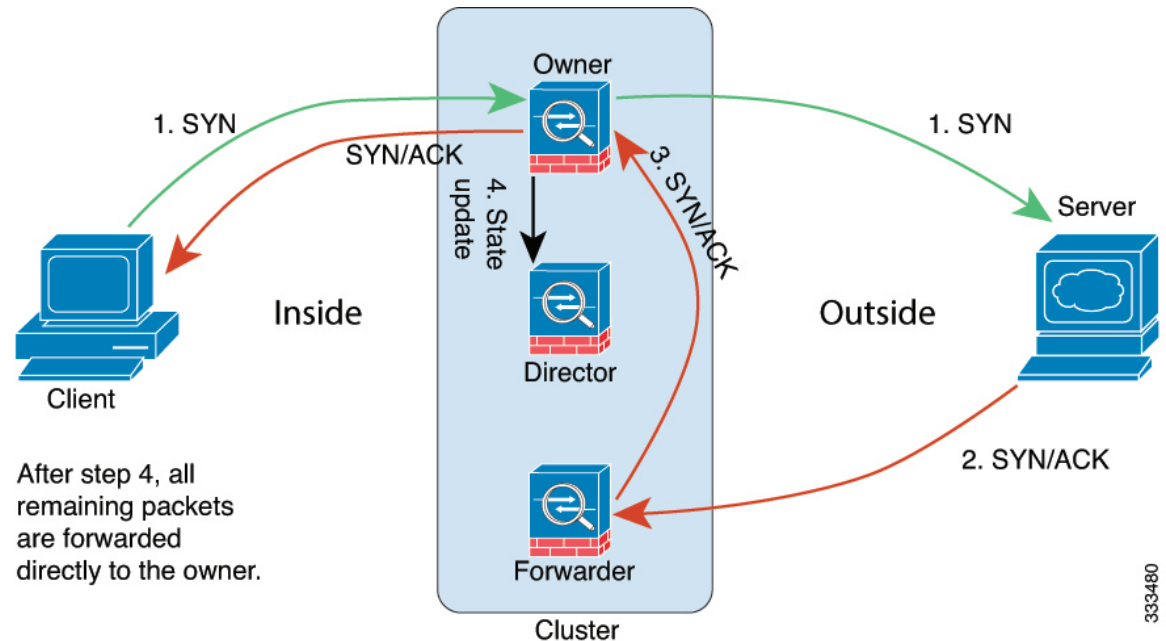 Owner
1. SYN
1. SYN
SYN/ACK
3. SYN/ACK
4. State
update
Server
Inside
Outside
Director
Client
2. SYN/ACK
After step 4, all
remaining packets
are forwarded
directly to the owner.
Forwarder
333480
Cluster